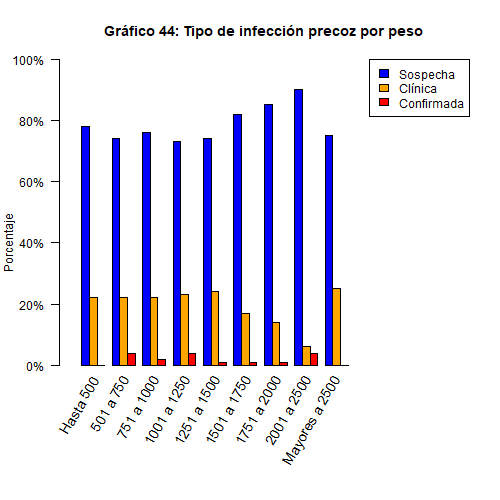 Gráfico 44: Tipo de infección precoz por peso
Sospecha
Clínica
Confirmada
Porcentaje
100%
80%
60%
40%
20%
0%
Hasta 500
501 a 750
751 a 1000
1001 a 1250
1251 a 1500
1501 a 1750
1751 a 2000
2001 a 2500
Mayores a 2500